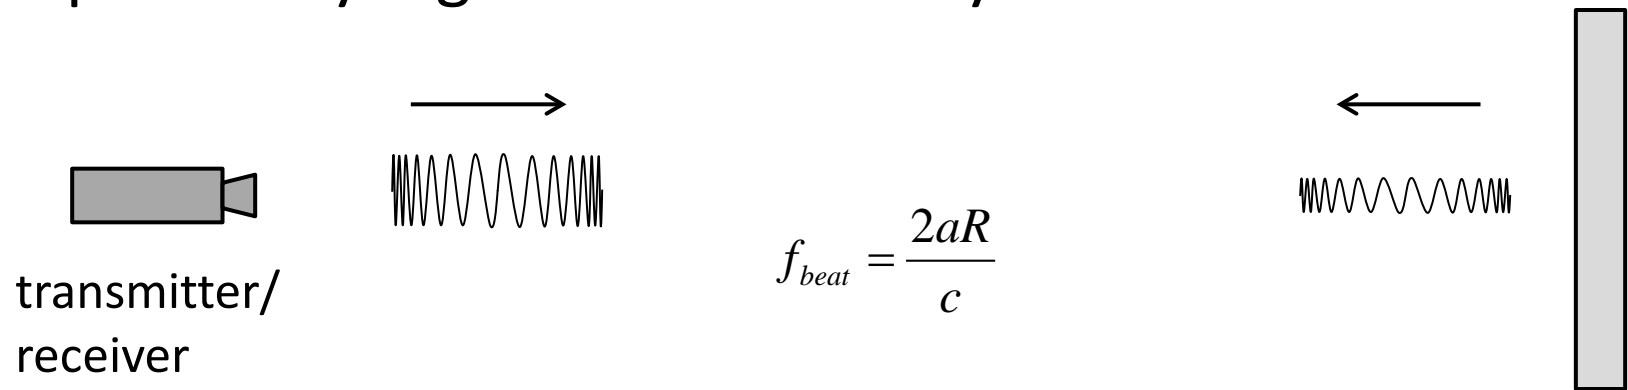 transmitter/
receiver
f_beat = 2aR / c